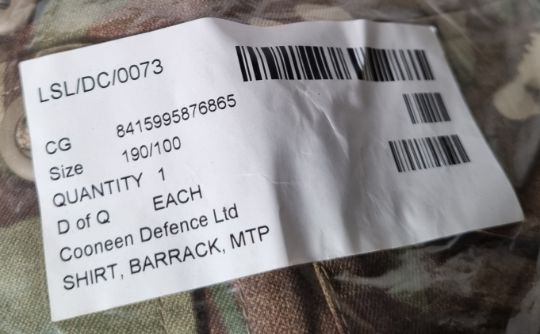 LSL/DC/0073
CG 8415995876865
Size 190/100
QUANTITY 1
D of Q EACH
Cooneen Defence Ltd
SHIRT, BARRACK, MTP